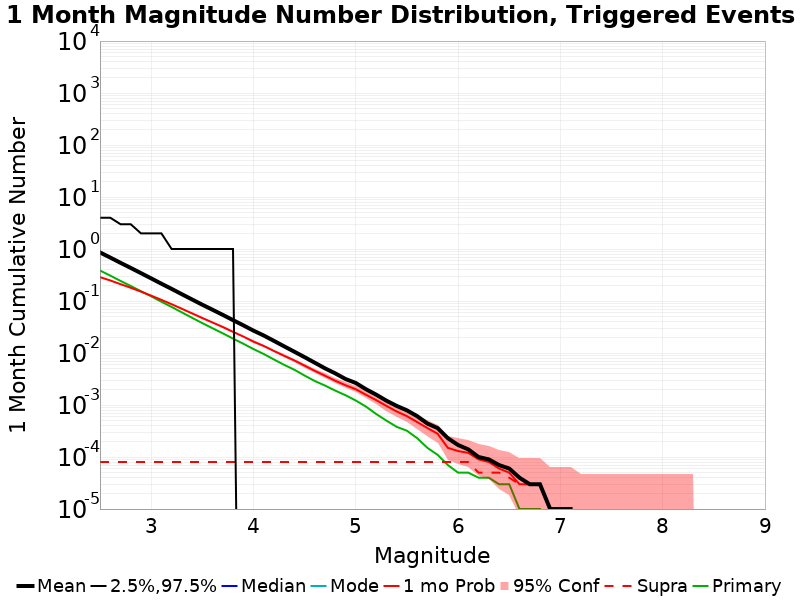 1 Month Magnitude Number Distribution, Triggered Events
10^4
10^3
10^2
10^1
10^0
10^-1
10^-2
10^-3
10^-4
10^-5
1 Month Cumulative Number
3 4 5 6 7 8 9
Magnitude
Mean 2.5%,97.5% Median Mode 1 mo Prob 95% Conf Supra Primary